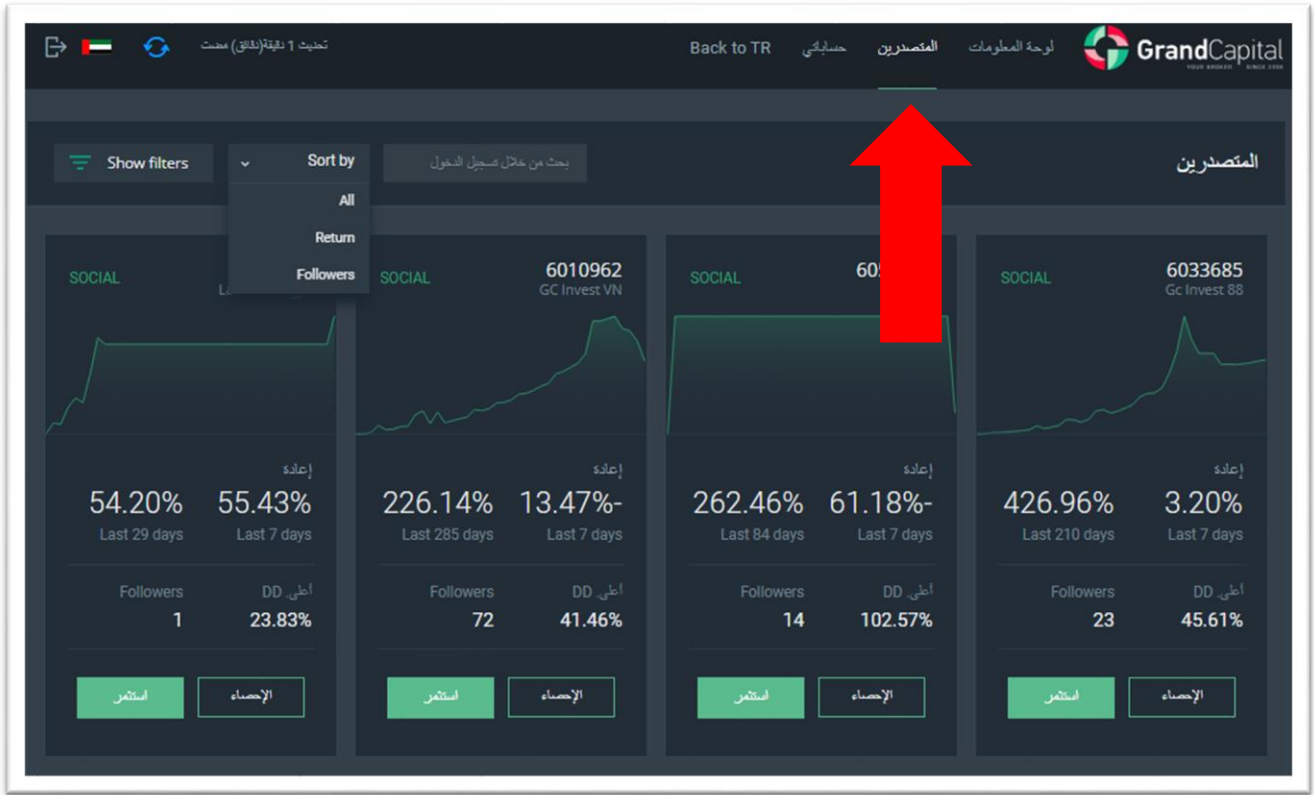 GrandCapital
YOUR BROKER SINCE 2006
لوحة المعلومات
المتصدرين
حساباتي
Back to TR
تحديث 1 دقيقة(دقائق) مضت
المتصدرين
بحث من خلال تسجيل الدخول
Sort by
All
Return
Followers
Show filters
6033685
Gc Invest 88
SOCIAL
إعادة
3.20% 426.96%
Last 7 days Last 210 days
أعلى. DD Followers
45.61% 23
الإحصاء استثمر
SOCIAL
إعادة
61.18%- 262.46%
Last 7 days Last 84 days
أعلى. DD Followers
102.57% 14
الإحصاء استثمر
6010962
GC Invest VN
SOCIAL
إعادة
13.47%- 226.14%
Last 7 days Last 285 days
أعلى. DD Followers
41.46% 72
الإحصاء استثمر
SOCIAL
إعادة
55.43% 54.20%
Last 7 days Last 29 days
أعلى. DD Followers
23.83% 1
الإحصاء استثمر